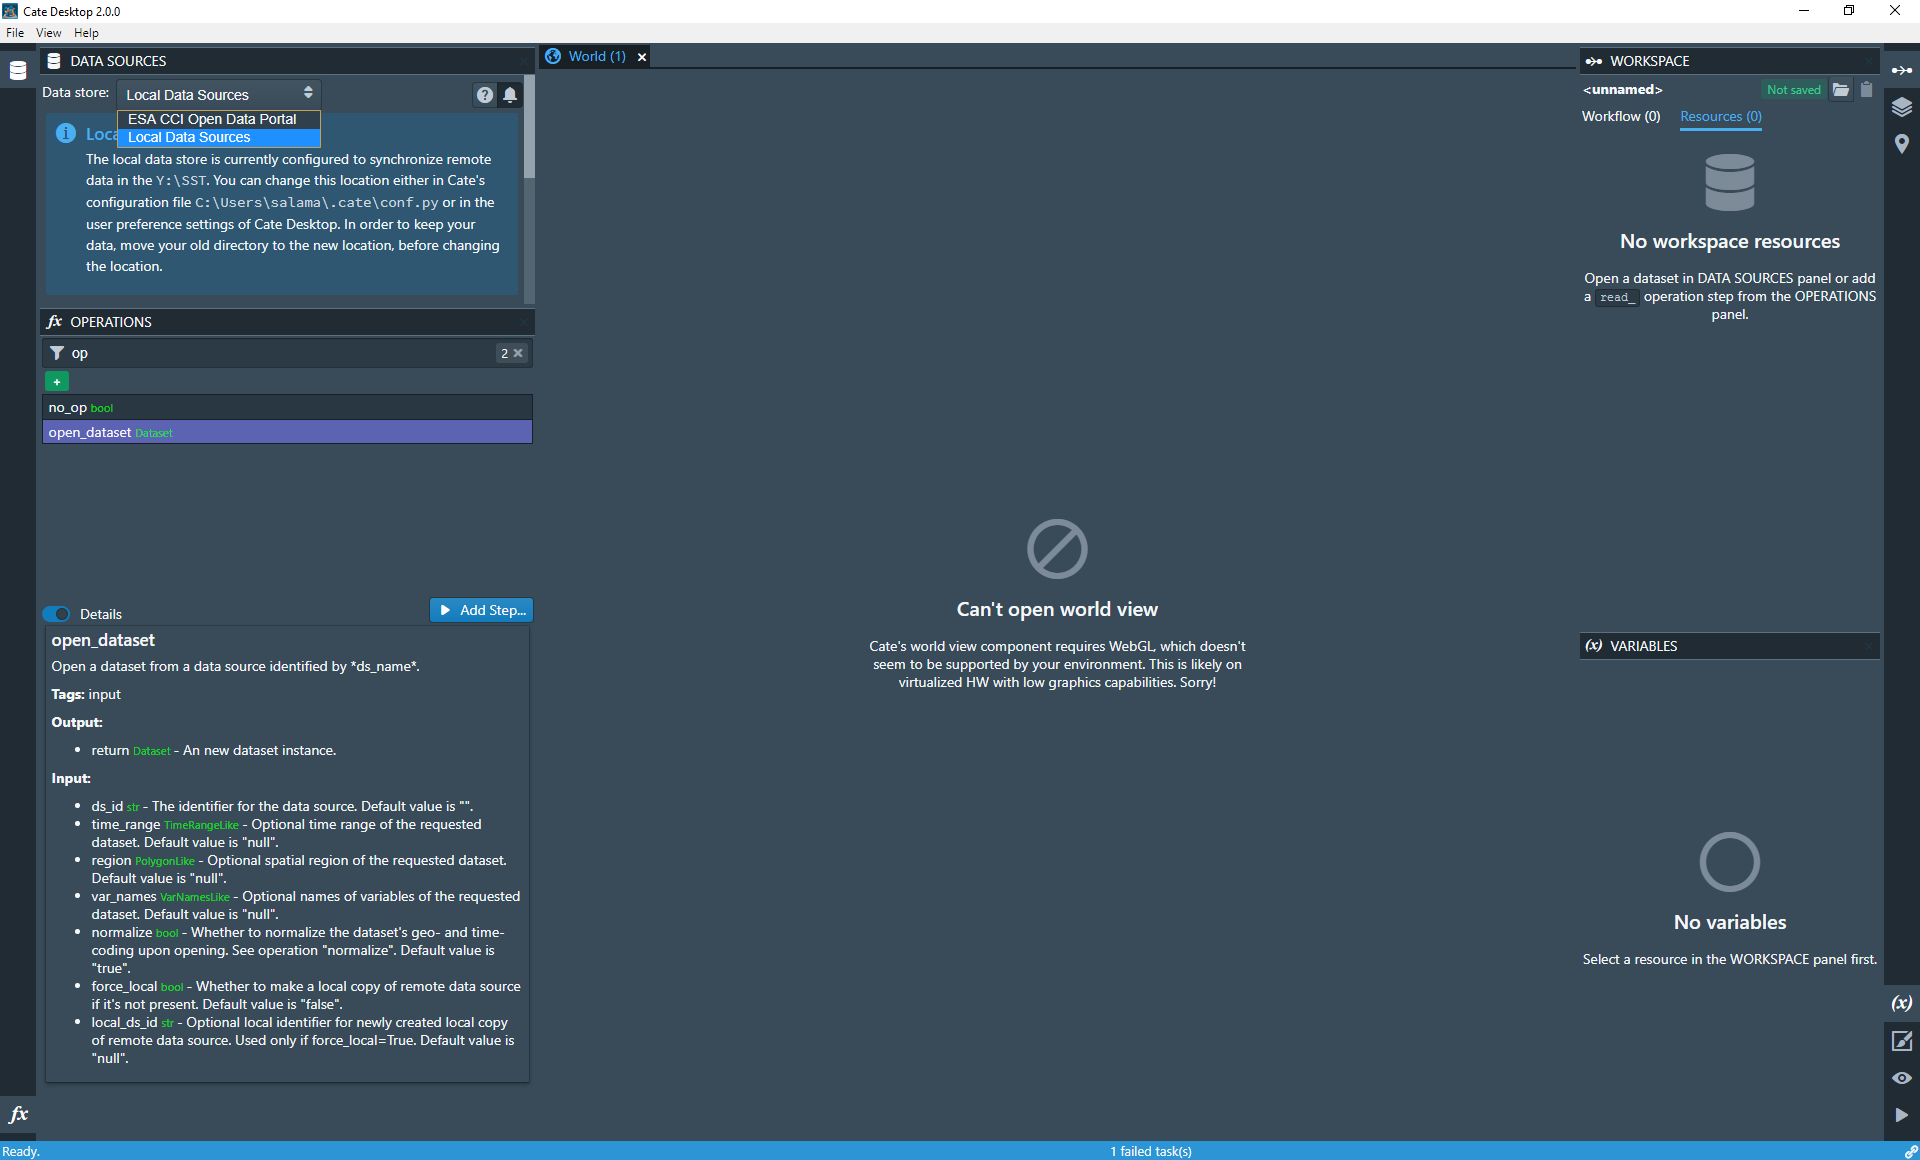 Cate Desktop 2.0.0
File View Help
DATA SOURCES
Data store: Local Data Sources
ESA CCI Open Data Portal
Local Data Sources
Loca
The local data store is currently configured to synchronize remote
data in the Y:\SST. You can change this location either in Cate's
configuration file C:\Users\salama\.cate\conf.py or in the
user preference settings of Cate Desktop. In order to keep your
data, move your old directory to the new location, before changing
the location.
fx OPERATIONS
op 2
+
no_op bool
open_dataset Dataset
Details Add Step...
open_dataset
Open a dataset from a data source identified by *ds_name*.
Tags: input
Output:
• return Dataset - An new dataset instance.
Input:
• ds_id str - The identifier for the data source. Default value is "".
• time_range TimeRangeLike - Optional time range of the requested
dataset. Default value is "null".
• region PolygonLike - Optional spatial region of the requested dataset.
Default value is "null".
• var_names VarNamesLike - Optional names of variables of the requested
dataset. Default value is "null".
• normalize bool - Whether to normalize the dataset's geo- and time-
coding upon opening. See operation "normalize". Default value is
"true".
• force_local bool - Whether to make a local copy of remote data source
if it's not present. Default value is "false".
• local_ds_id str - Optional local identifier for newly created local copy
of remote data source. Used only if force_local=True. Default value is
"null".
fx
World (1)
Can't open world view
Cate's world view component requires WebGL, which doesn't
seem to be supported by your environment. This is likely on
virtualized HW with low graphics capabilities. Sorry!
WORKSPACE
<unnamed> Not saved
Workflow (0) Resources (0)
No workspace resources
Open a dataset in DATA SOURCES panel or add
a read_ operation step from the OPERATIONS
panel.
(x) VARIABLES
No variables
Select a resource in the WORKSPACE panel first.
(x)
Ready. 1 failed task(s)